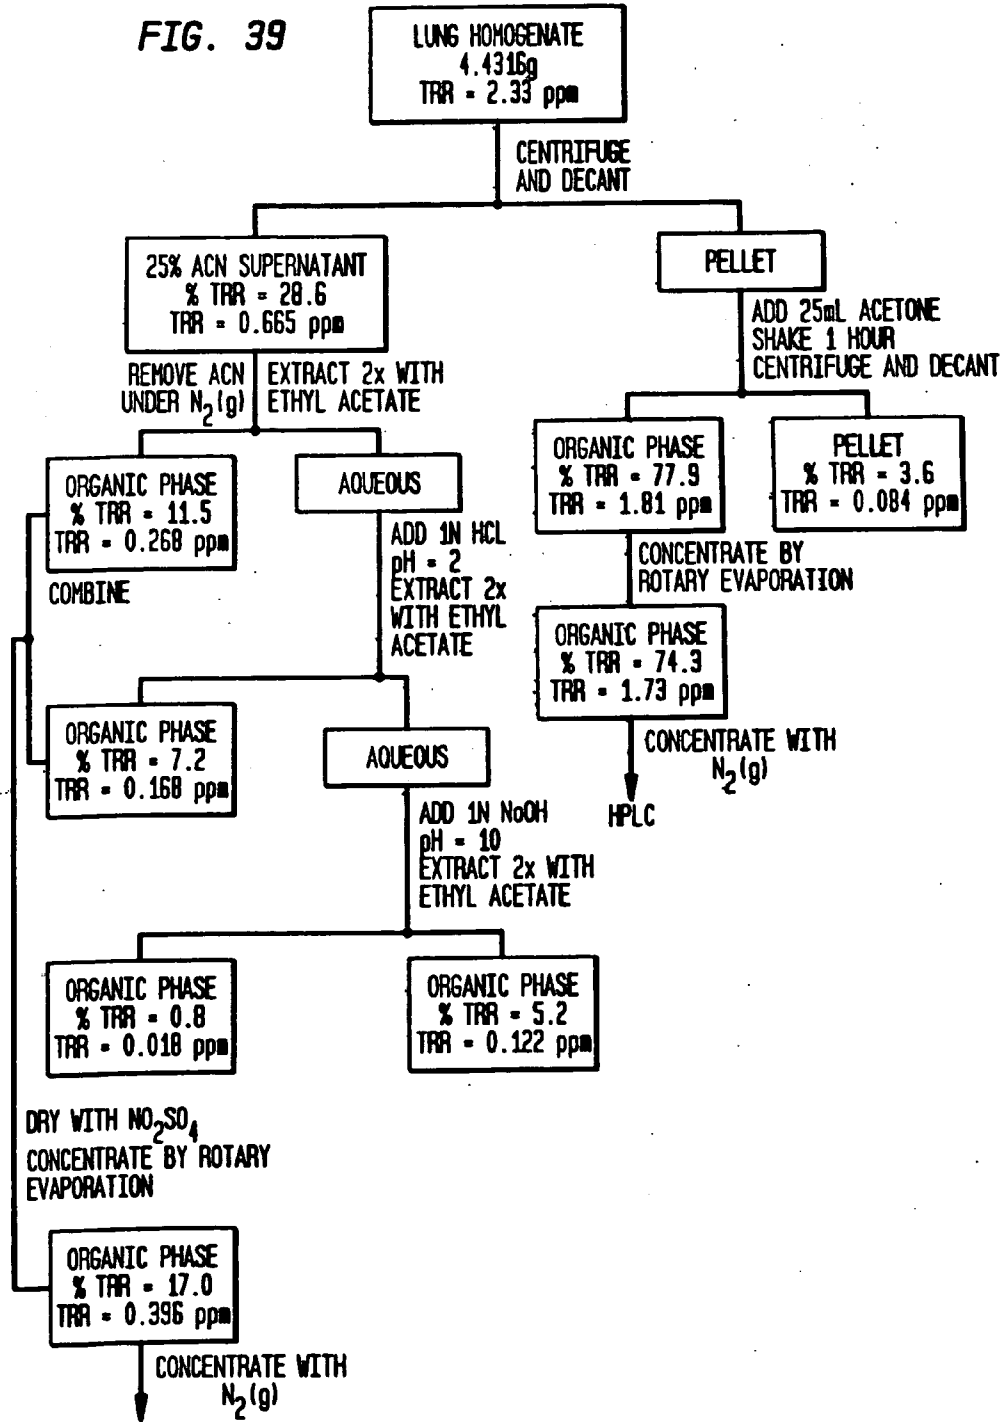 FIG. 39
LUNG HOMOGENATE
4.4316g
TRR = 2.33 ppm
CENTRIFUGE
AND DECANT
25% ACN SUPERNATANT
% TRR = 28.6
TRR = 0.665 ppm
PELLET
REMOVE ACN
UNDER N2(g)
EXTRACT 2x WITH
ETHYL ACETATE
ADD 25mL ACETONE
SHAKE 1 HOUR
CENTRIFUGE AND DECANT
ORGANIC PHASE
% TRR = 11.5
TRR = 0.268 ppm
AQUEOUS
ORGANIC PHASE
% TRR = 77.9
TRR = 1.81 ppm
PELLET
% TRR = 3.6
TRR = 0.084 ppm
COMBINE
ADD 1N HCL
pH = 2
EXTRACT 2x
WITH ETHYL
ACETATE
CONCENTRATE BY
ROTARY EVAPORATION
ORGANIC PHASE
% TRR = 74.3
TRR = 1.73 ppm
ORGANIC PHASE
% TRR = 7.2
TRR = 0.168 ppm
AQUEOUS
CONCENTRATE WITH
N2(g)
HPLC
ADD 1N NoOH
pH = 10
EXTRACT 2x WITH
ETHYL ACETATE
ORGANIC PHASE
% TRR = 0.8
TRR = 0.018 ppm
ORGANIC PHASE
% TRR = 5.2
TRR = 0.122 ppm
DRY WITH NO2SO4
CONCENTRATE BY ROTARY
EVAPORATION
ORGANIC PHASE
% TRR = 17.0
TRR = 0.396 ppm
CONCENTRATE WITH
N2(g)